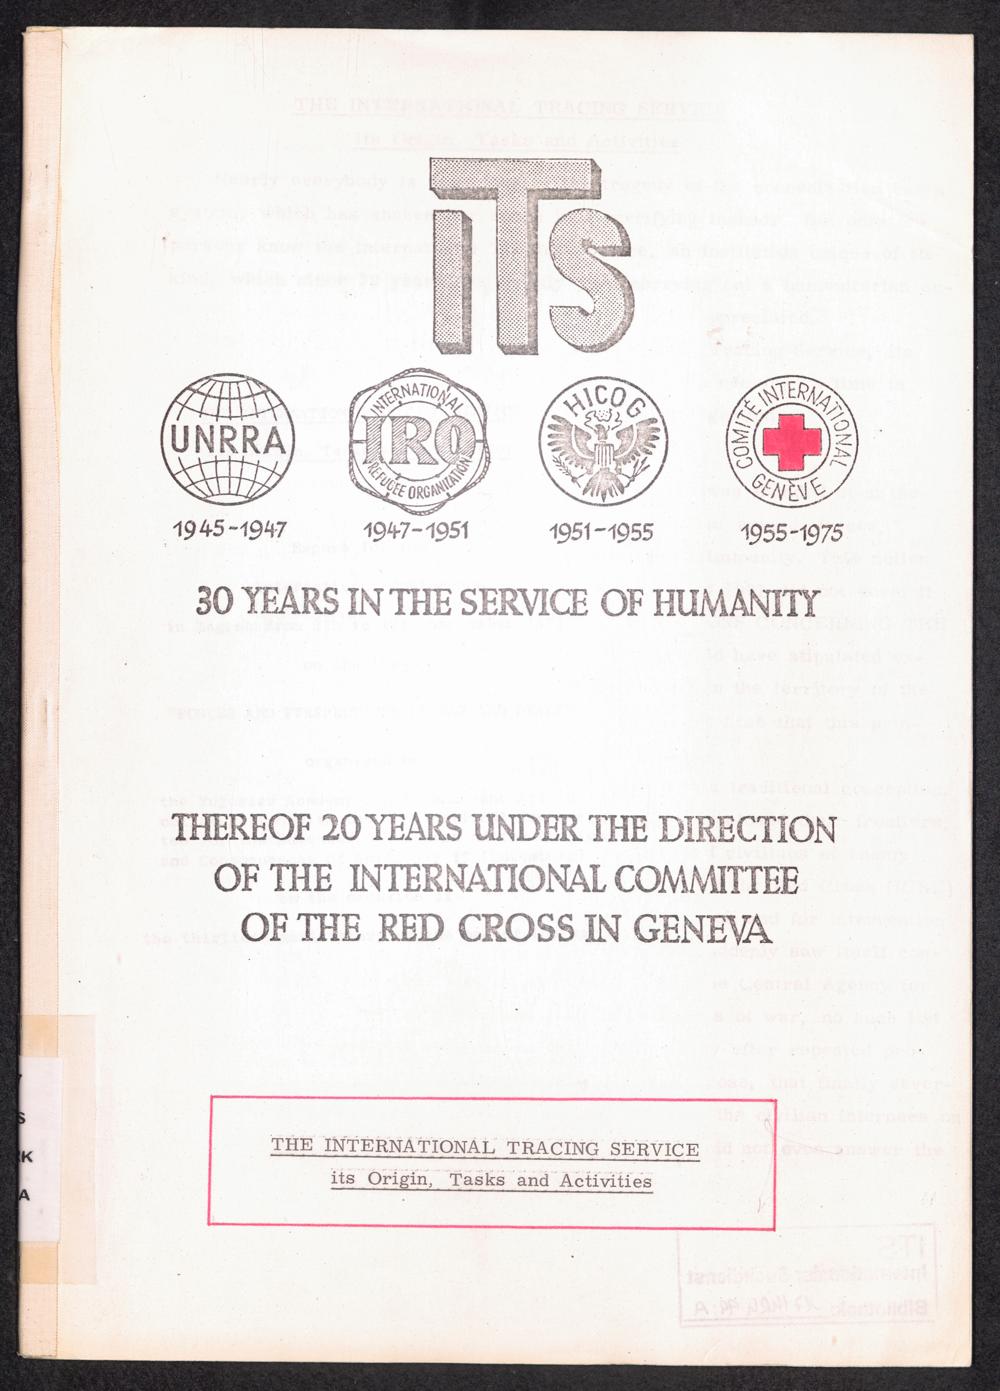 ITS
UNRRA
INTERNATIONAL
IRO
REFUGEE ORGANIZATION
HICOG
COMITÉ INTERNATIONAL
GENÈVE
1945-1947
1947-1951
1951-1955
1955-1975
30 YEARS IN THE SERVICE OF HUMANITY
THEREOF 20 YEARS UNDER THE DIRECTION
OF THE INTERNATIONAL COMMITTEE
OF THE RED CROSS IN GENEVA
S
K
A
THE INTERNATIONAL TRACING SERVICE
its Origin, Tasks and Activities